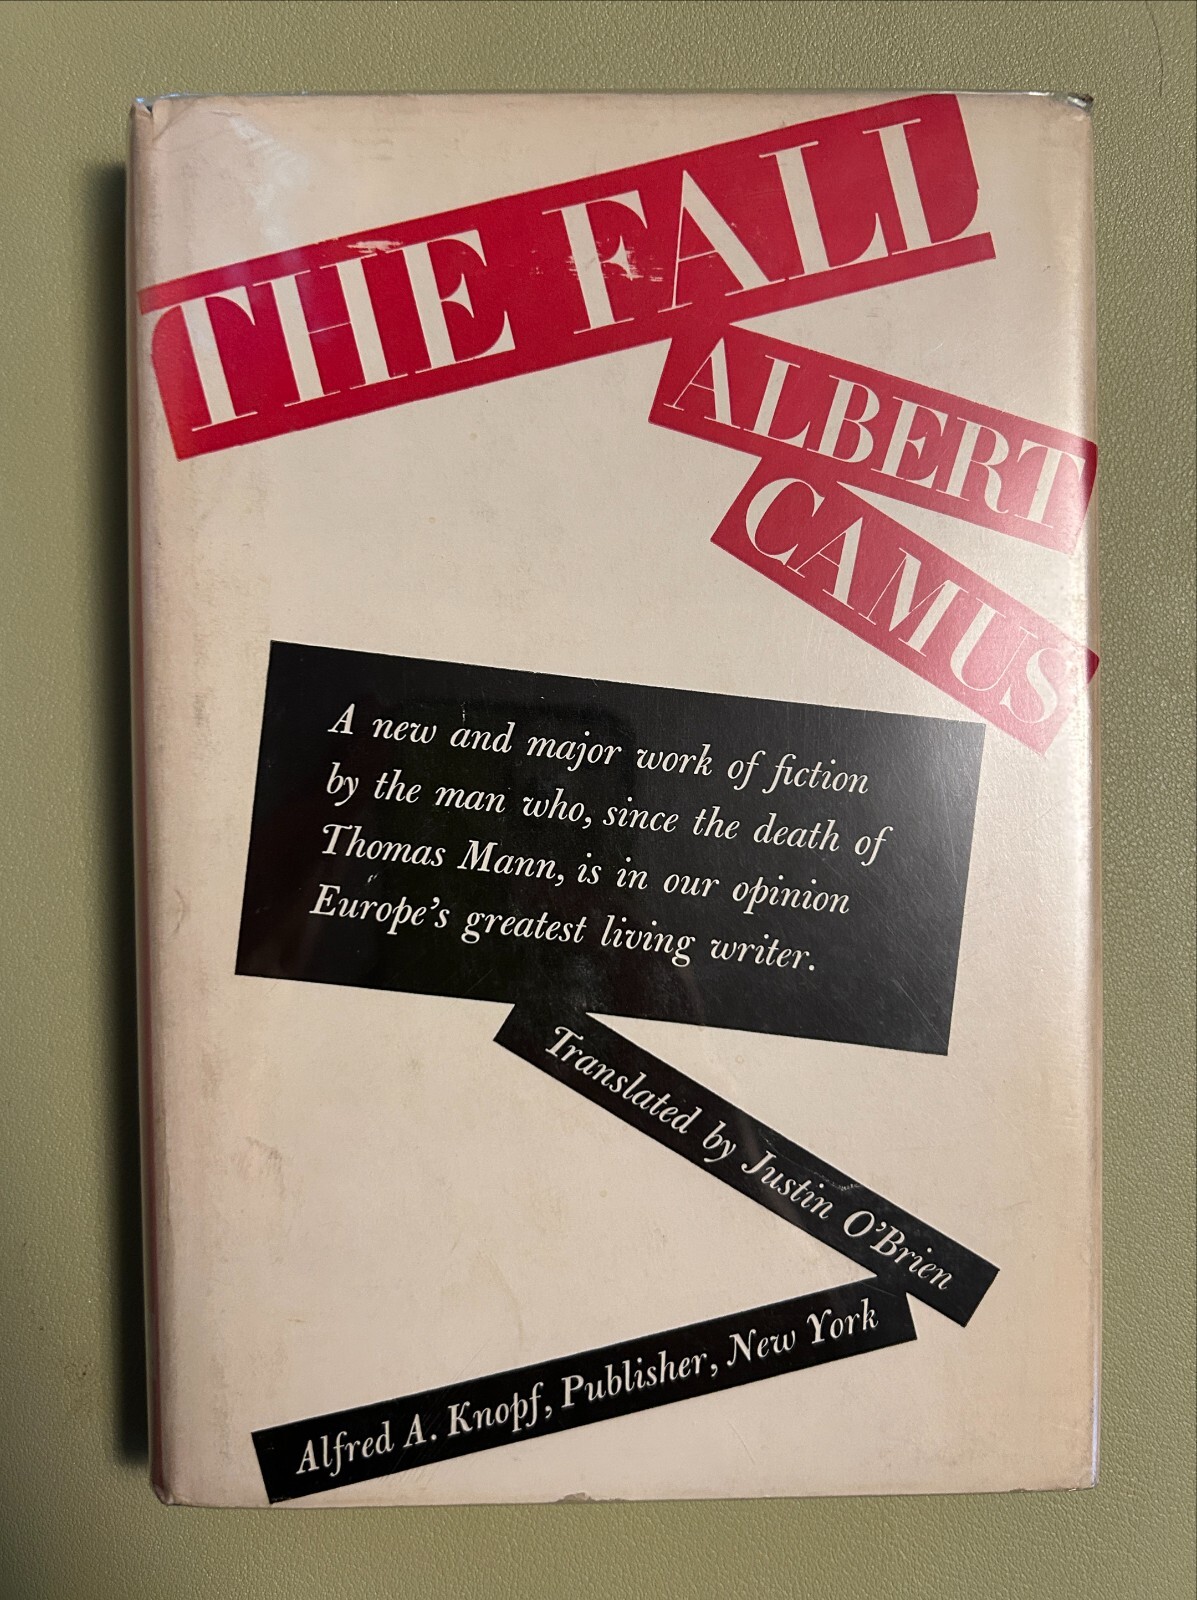 THE FALL
ALBERT
CAMUS
A new and major work of fiction
by the man who, since the death of
Thomas Mann, is in our opinion
Europe's greatest living writer.
Translated by Justin O'Brien
Alfred A. Knopf, Publisher, New York